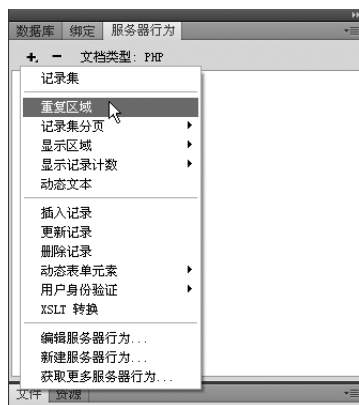 数据库 绑定 服务器行为
+ - 文档类型: PHP
记录集
重复区域
记录集分页
显示区域
显示记录计数
动态文本
插入记录
更新记录
删除记录
动态表单元素
用户身份验证
XSLT 转换
编辑服务器行为...
新建服务器行为...
获取更多服务器行为...
文件 资源